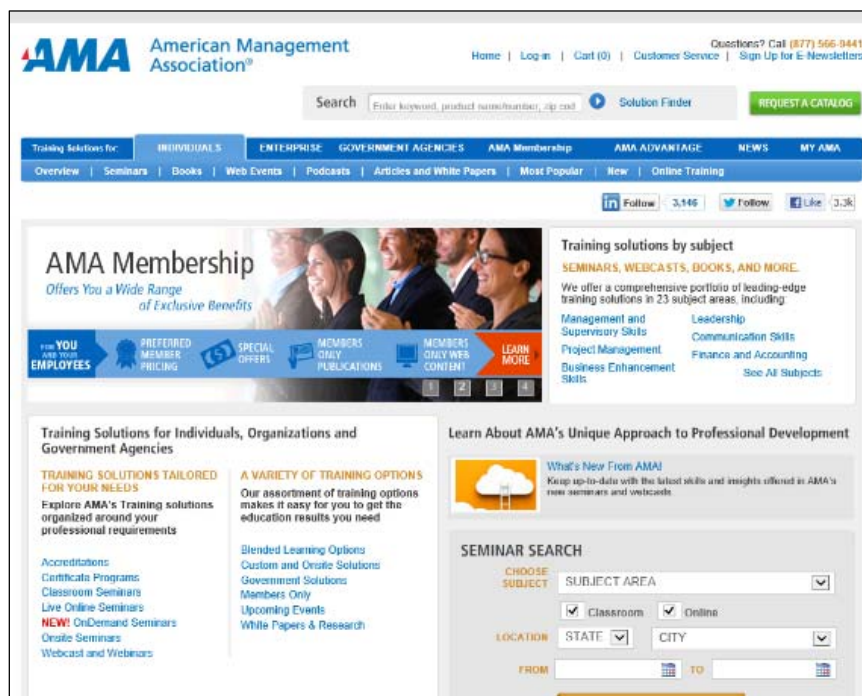 AMA American Management Association®
Questions? Call (877) 566-9441
Home | Log-in | Cart (0) | Customer Service | Sign Up for E-Newsletters
Search Enter keyword, product name/number, zip code Solution Finder REQUEST A CATALOG
Training Solutions for: INDIVIDUALS ENTERPRISE GOVERNMENT AGENCIES AMA Membership AMA ADVANTAGE NEWS MY AMA
Overview | Seminars | Books | Web Events | Podcasts | Articles and White Papers | Most Popular | New | Online Training
in Follow 3,146 Follow Like 3.3k
AMA Membership
Offers You a Wide Range
of Exclusive Benefits
FOR YOU
AND YOUR
EMPLOYEES
PREFERRED
MEMBER
PRICING
SPECIAL
OFFERS
MEMBERS
ONLY
PUBLICATIONS
MEMBERS
ONLY WEB
CONTENT
LEARN
MORE
1 2 3 4
Training solutions by subject
SEMINARS, WEBCASTS, BOOKS, AND MORE.
We offer a comprehensive portfolio of leading-edge
training solutions in 23 subject areas, including:
Management and
Supervisory Skills
Project Management
Business Enhancement
Skills
Leadership
Communication Skills
Finance and Accounting
See All Subjects
Training Solutions for Individuals, Organizations and
Government Agencies
TRAINING SOLUTIONS TAILORED
FOR YOUR NEEDS
Explore AMA's Training solutions
organized around your
professional requirements
Accreditations
Certificate Programs
Classroom Seminars
Live Online Seminars
NEW! OnDemand Seminars
Onsite Seminars
Webcast and Webinars
A VARIETY OF TRAINING OPTIONS
Our assortment of training options
makes it easy for you to get the
education results you need
Blended Learning Options
Custom and Onsite Solutions
Government Solutions
Members Only
Upcoming Events
White Papers & Research
Learn About AMA's Unique Approach to Professional Development
What's New From AMA!
Keep up-to-date with the latest skills and insights offered in AMA's
new seminars and webcasts.
SEMINAR SEARCH
CHOOSE
SUBJECT
SUBJECT AREA
Classroom Online
LOCATION STATE CITY
FROM TO